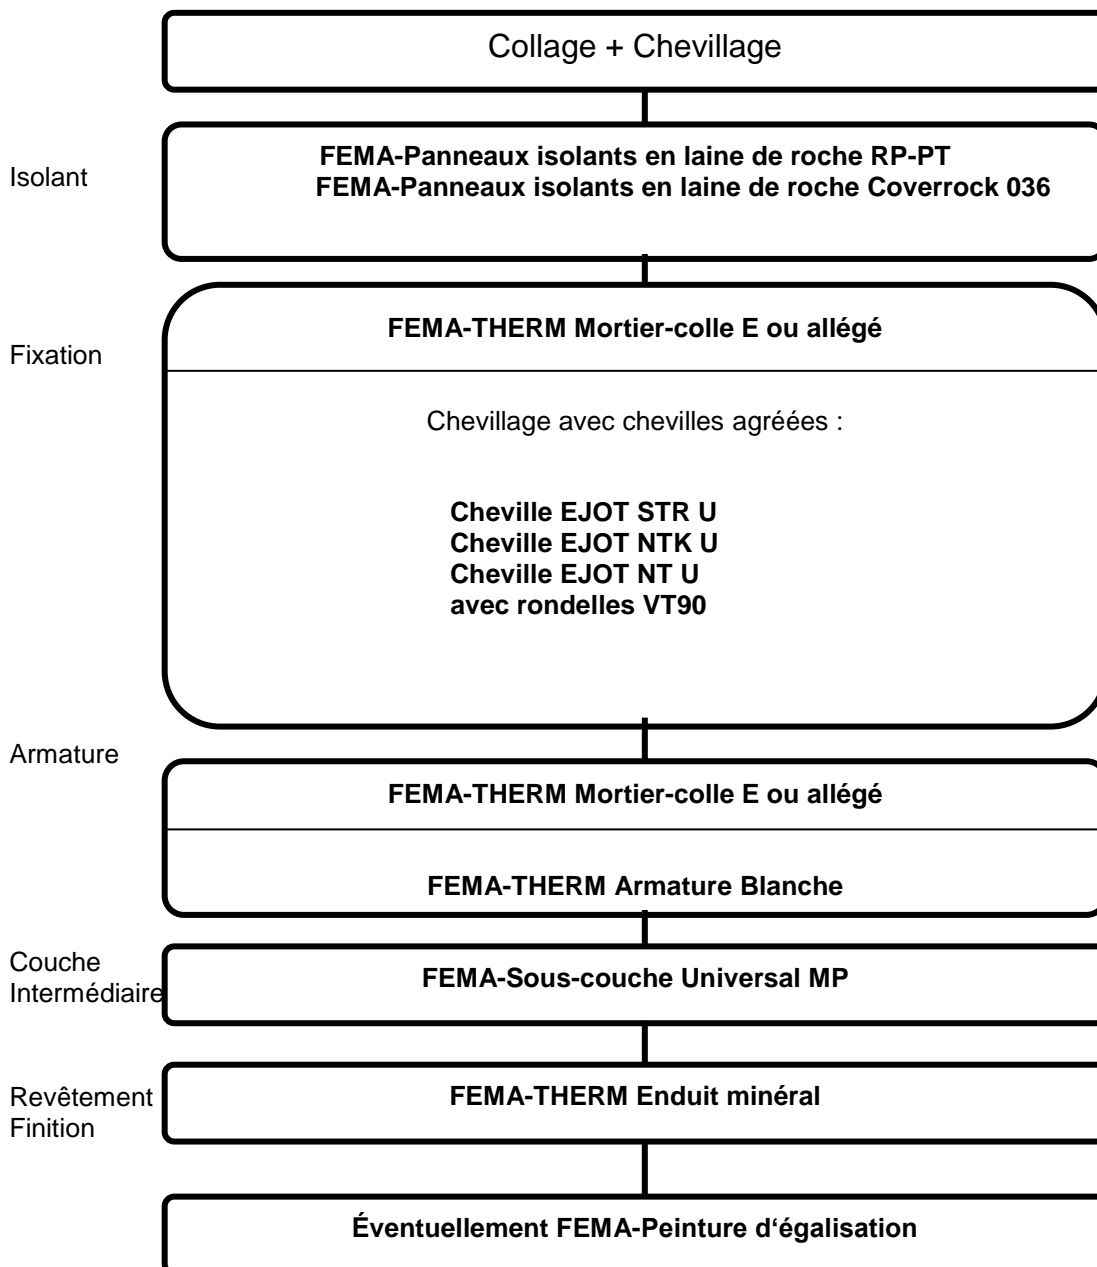 Collage + Chevillage
Isolant
FEMA-Panneaux isolants en laine de roche RP-PT
FEMA-Panneaux isolants en laine de roche Coverrock 036
Fixation
FEMA-THERM Mortier-colle E ou allégé
Chevillage avec chevilles agréées :
Cheville EJOT STR U
Cheville EJOT NTK U
Cheville EJOT NT U
avec rondelles VT90
Armature
FEMA-THERM Mortier-colle E ou allégé
FEMA-THERM Armature Blanche
Couche
Intermédiaire
FEMA-Sous-couche Universal MP
Revêtement
Finition
FEMA-THERM Enduit minéral
Éventuellement FEMA-Peinture d‘égalisation